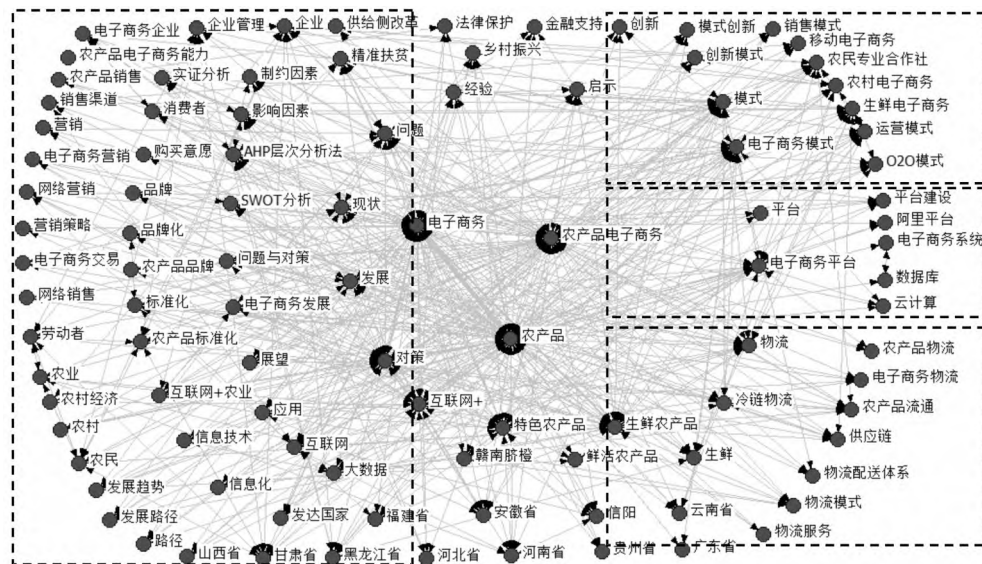 电子商务企业
企业管理
企业
供给侧改革
法律保护
金融支持
创新
模式创新
销售模式
移动电子商务
农产品电子商务能力
精准扶贫
乡村振兴
创新模式
农民专业合作社
农产品销售
实证分析
制约因素
经验
启示
农村电子商务
销售渠道
消费者
影响因素
模式
生鲜电子商务
营销
问题
运营模式
电子商务营销
购买意愿
AHP层次分析法
电子商务模式
O2O模式
网络营销
品牌
SWOT分析
现状
平台
平台建设
营销策略
品牌化
电子商务
农产品电子商务
阿里平台
电子商务系统
电子商务交易
农产品品牌
问题与对策
发展
电子商务平台
数据库
网络销售
标准化
电子商务发展
云计算
劳动者
农产品标准化
农产品
物流
农产品物流
农业
展望
对策
电子商务物流
农村经济
互联网+农业
互联网+
冷链物流
农产品流通
农村
应用
特色农产品
生鲜农产品
供应链
信息技术
互联网
农民
大数据
赣南脐橙
鲜活农产品
生鲜
物流配送体系
发展趋势
信息化
物流模式
发展路径
发达国家
福建省
安徽省
信阳
云南省
物流服务
路径
山西省
甘肃省
黑龙江省
河北省
河南省
贵州省
广东省